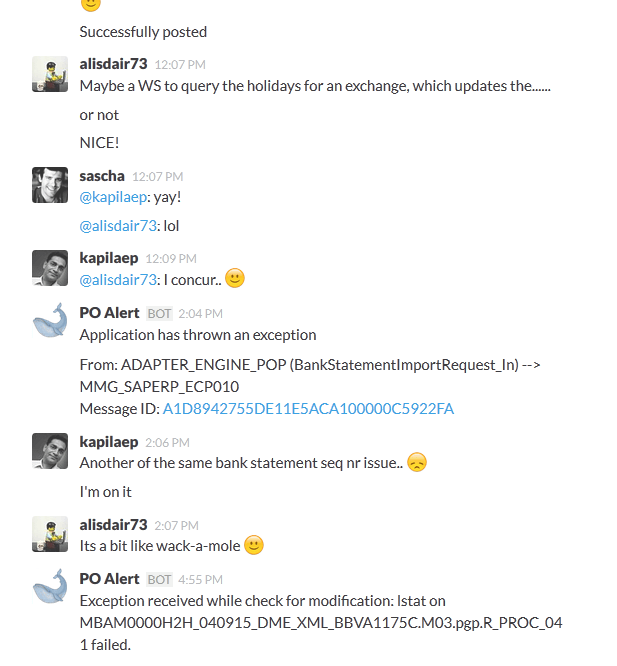 Successfully posted
alisdair73 12:07 PM
Maybe a WS to query the holidays for an exchange, which updates the......
or not
NICE!
sascha 12:07 PM
@kapilaep: yay!
@alisdair73: lol
kapilaep 12:09 PM
@alisdair73: I concur..
PO Alert BOT 2:04 PM
Application has thrown an exception
From: ADAPTER_ENGINE_POP (BankStatementImportRequest_In) -->
MMG_SAPERP_ECP010
Message ID: A1D8942755DE11E5ACA100000C5922FA
kapilaep 2:06 PM
Another of the same bank statement seq nr issue..
I'm on it
alisdair73 2:07 PM
Its a bit like wack-a-mole
PO Alert BOT 4:55 PM
Exception received while check for modification: lstat on
MBAM0000H2H_040915_DME_XML_BBVA1175C.M03.pgp.R_PROC_04
1 failed.